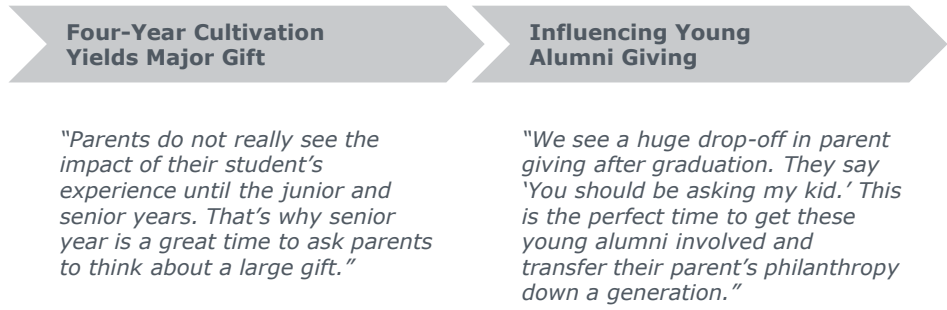 Four-Year Cultivation
Yields Major Gift
“Parents do not really see the
impact of their student’s
experience until the junior and
senior years. That’s why senior
year is a great time to ask parents
to think about a large gift.”
Influencing Young
Alumni Giving
“We see a huge drop-off in parent
giving after graduation. They say
‘You should be asking my kid.’ This
is the perfect time to get these
young alumni involved and
transfer their parent’s philanthropy
down a generation.”